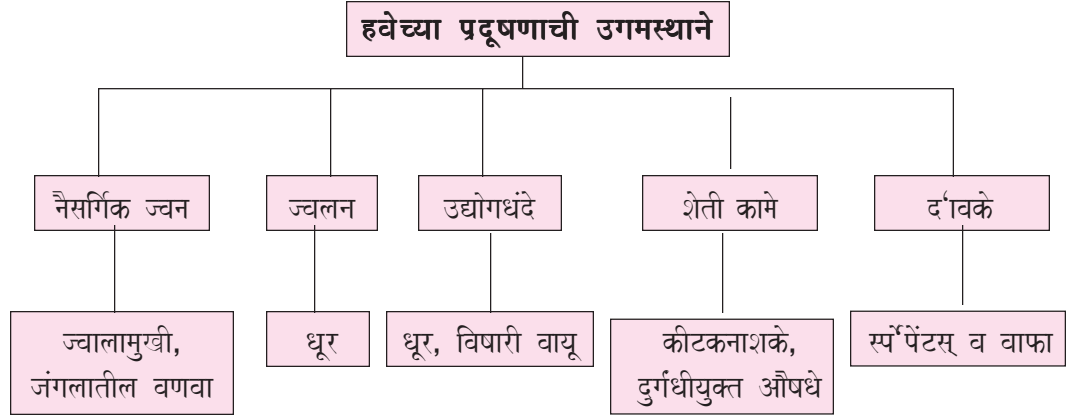 हवेच्या प्रदूषणाची उगमस्थाने
नैसर्गिक ज्वन
ज्वलन
उद्योगधंदे
शेती कामे
द‘ावके
ज्वालामुखी,
जंगलातील वणवा
धूर
धूर, विषारी वायू
कीटकनाशके,
दुर्गंधीयुक्त औषधे
र्स्प‘ेपेंटस् व वाफा